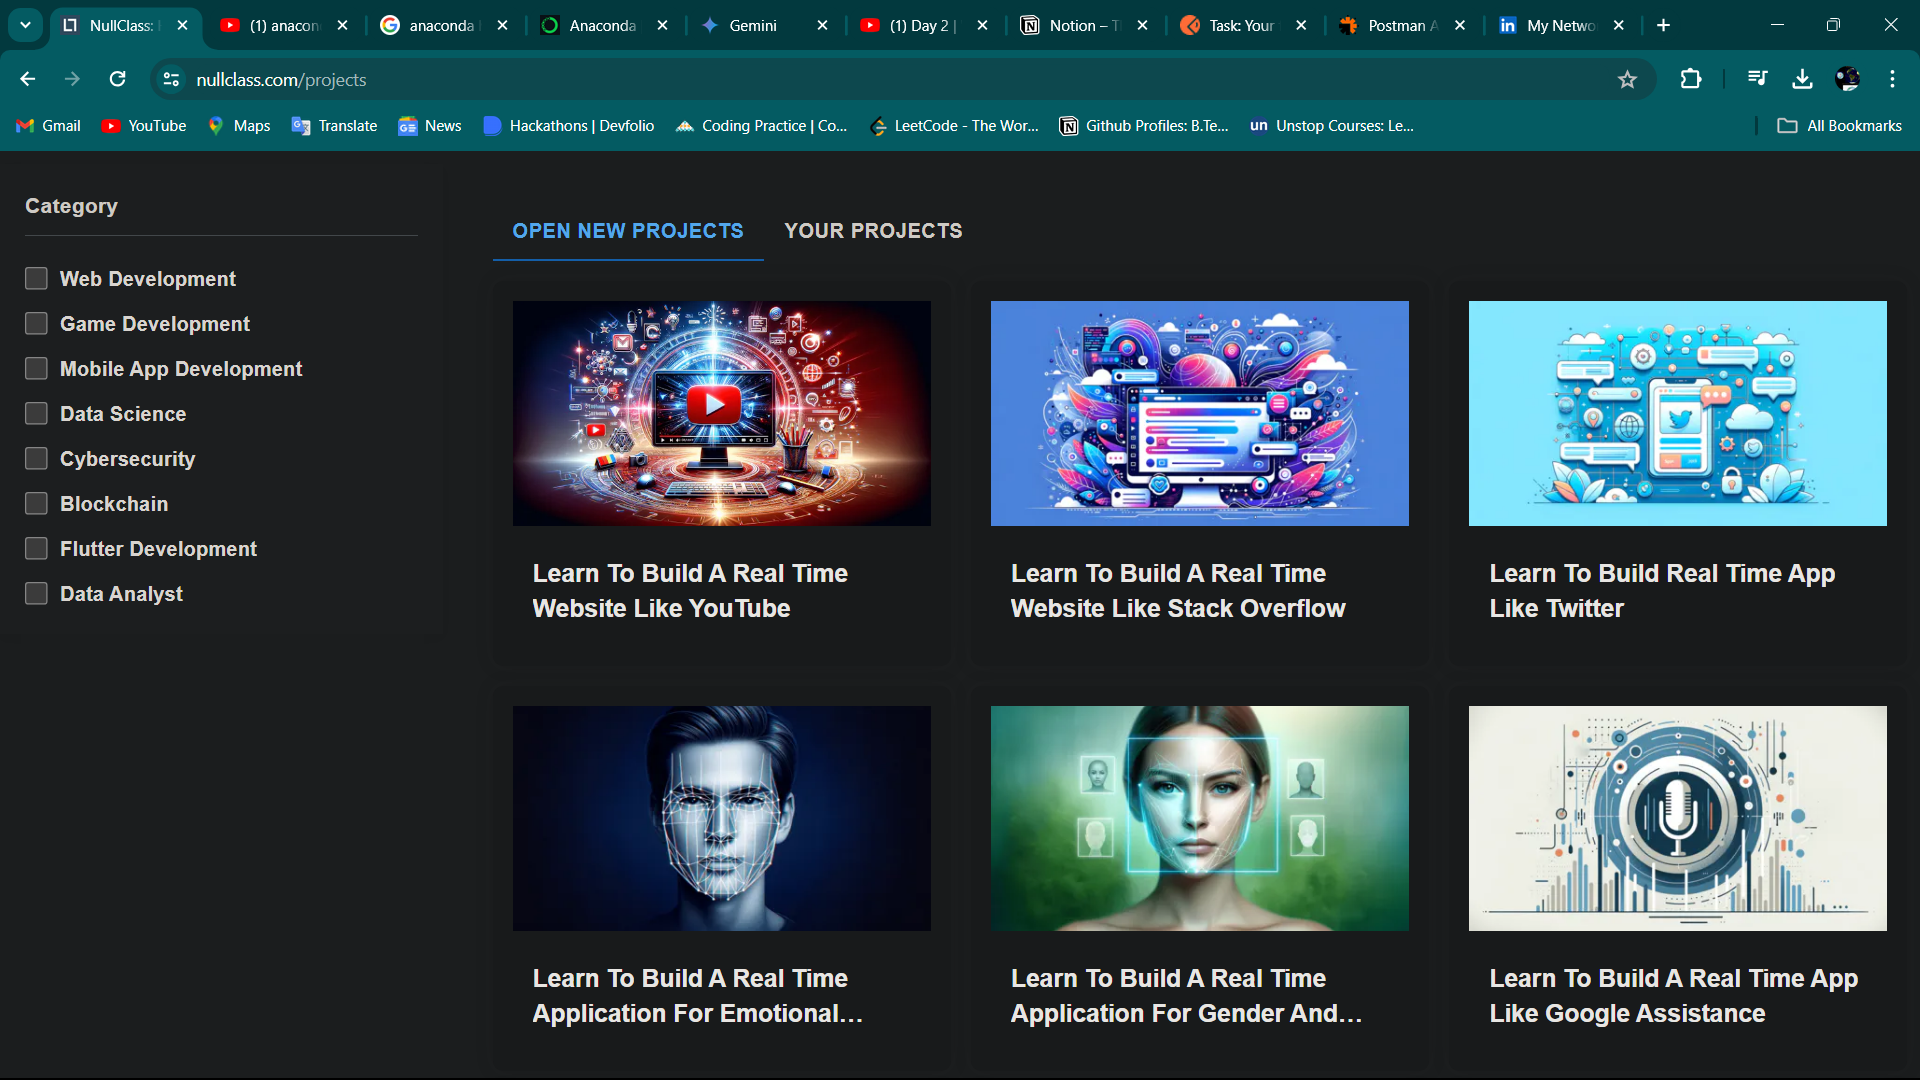 NullClass:
(1) anacon
anaconda
Anaconda
Gemini
(1) Day 2 |
Notion – T
Task: Your
Postman A
My Netwo
nullclass.com/projects
Gmail
YouTube
Maps
Translate
News
Hackathons | Devfolio
Coding Practice | Co...
LeetCode - The Wor...
Github Profiles: B.Te...
Unstop Courses: Le...
All Bookmarks
Category
Web Development
Game Development
Mobile App Development
Data Science
Cybersecurity
Blockchain
Flutter Development
Data Analyst
OPEN NEW PROJECTS
YOUR PROJECTS
Learn To Build A Real Time
Website Like YouTube
Learn To Build A Real Time
Website Like Stack Overflow
Learn To Build Real Time App
Like Twitter
Learn To Build A Real Time
Application For Emotional...
Learn To Build A Real Time
Application For Gender And...
Learn To Build A Real Time App
Like Google Assistance